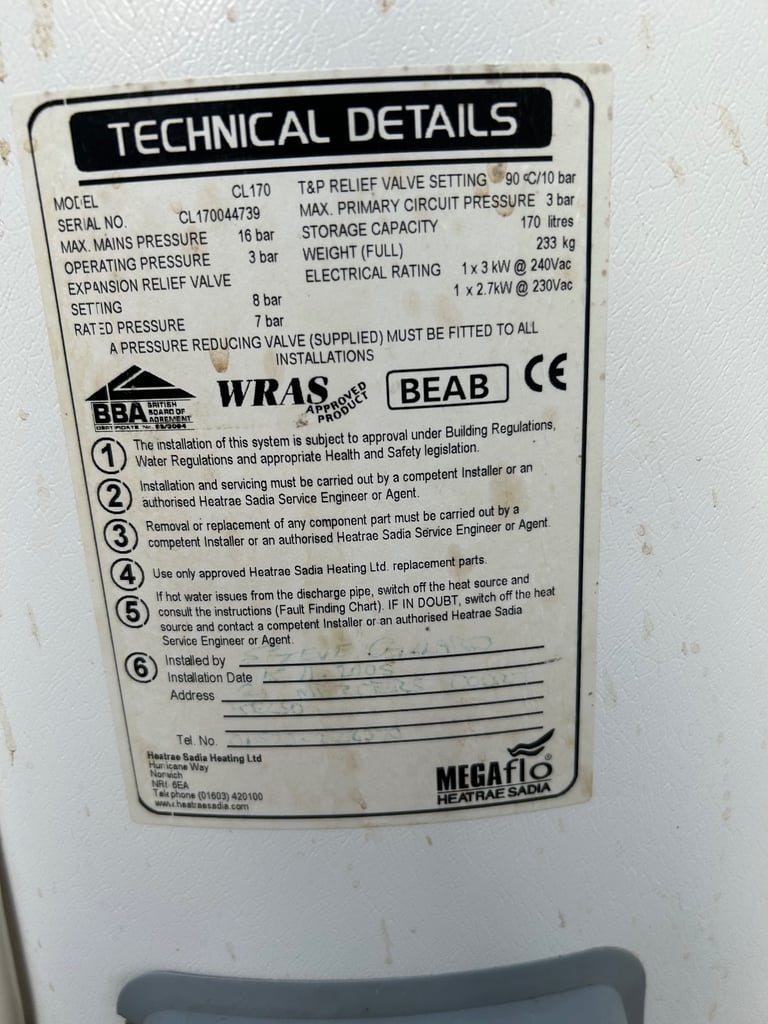 TECHNICAL DETAILS
MODEL CL170
SERIAL NO. CL170044739
MAX. MAINS PRESSURE 16 bar
OPERATING PRESSURE 3 bar
EXPANSION RELIEF VALVE
SETTING 8 bar
RATED PRESSURE 7 bar
T&P RELIEF VALVE SETTING 90 °C/10 bar
MAX. PRIMARY CIRCUIT PRESSURE 3 bar
STORAGE CAPACITY 170 litres
WEIGHT (FULL) 233 kg
ELECTRICAL RATING 1 x 3 kW @ 240Vac
1 x 2.7kW @ 230Vac
A PRESSURE REDUCING VALVE (SUPPLIED) MUST BE FITTED TO ALL
INSTALLATIONS
BBA BRITISH BOARD OF AGREMENT
WRAS APPROVED PRODUCT
BEAB
CE
1 The installation of this system is subject to approval under Building Regulations,
Water Regulations and appropriate Health and Safety legislation.
2 Installation and servicing must be carried out by a competent Installer or an
authorised Heatrae Sadia Service Engineer or Agent.
3 Removal or replacement of any component part must be carried out by a
competent Installer or an authorised Heatrae Sadia Service Engineer or Agent.
4 Use only approved Heatrae Sadia Heating Ltd. replacement parts.
5 If hot water issues from the discharge pipe, switch off the heat source and
consult the instructions (Fault Finding Chart). IF IN DOUBT, switch off the heat
source and contact a competent Installer or an authorised Heatrae Sadia
Service Engineer or Agent.
6 Installed by STEVE
Installation Date
Address
Tel. No.
Heatrae Sadia Heating Ltd
Hurricane Way
Norwich
NR6 6EA
Telephone (01603) 420100
www.heatraesadia.com
MEGAflo
HEATRAE SADIA